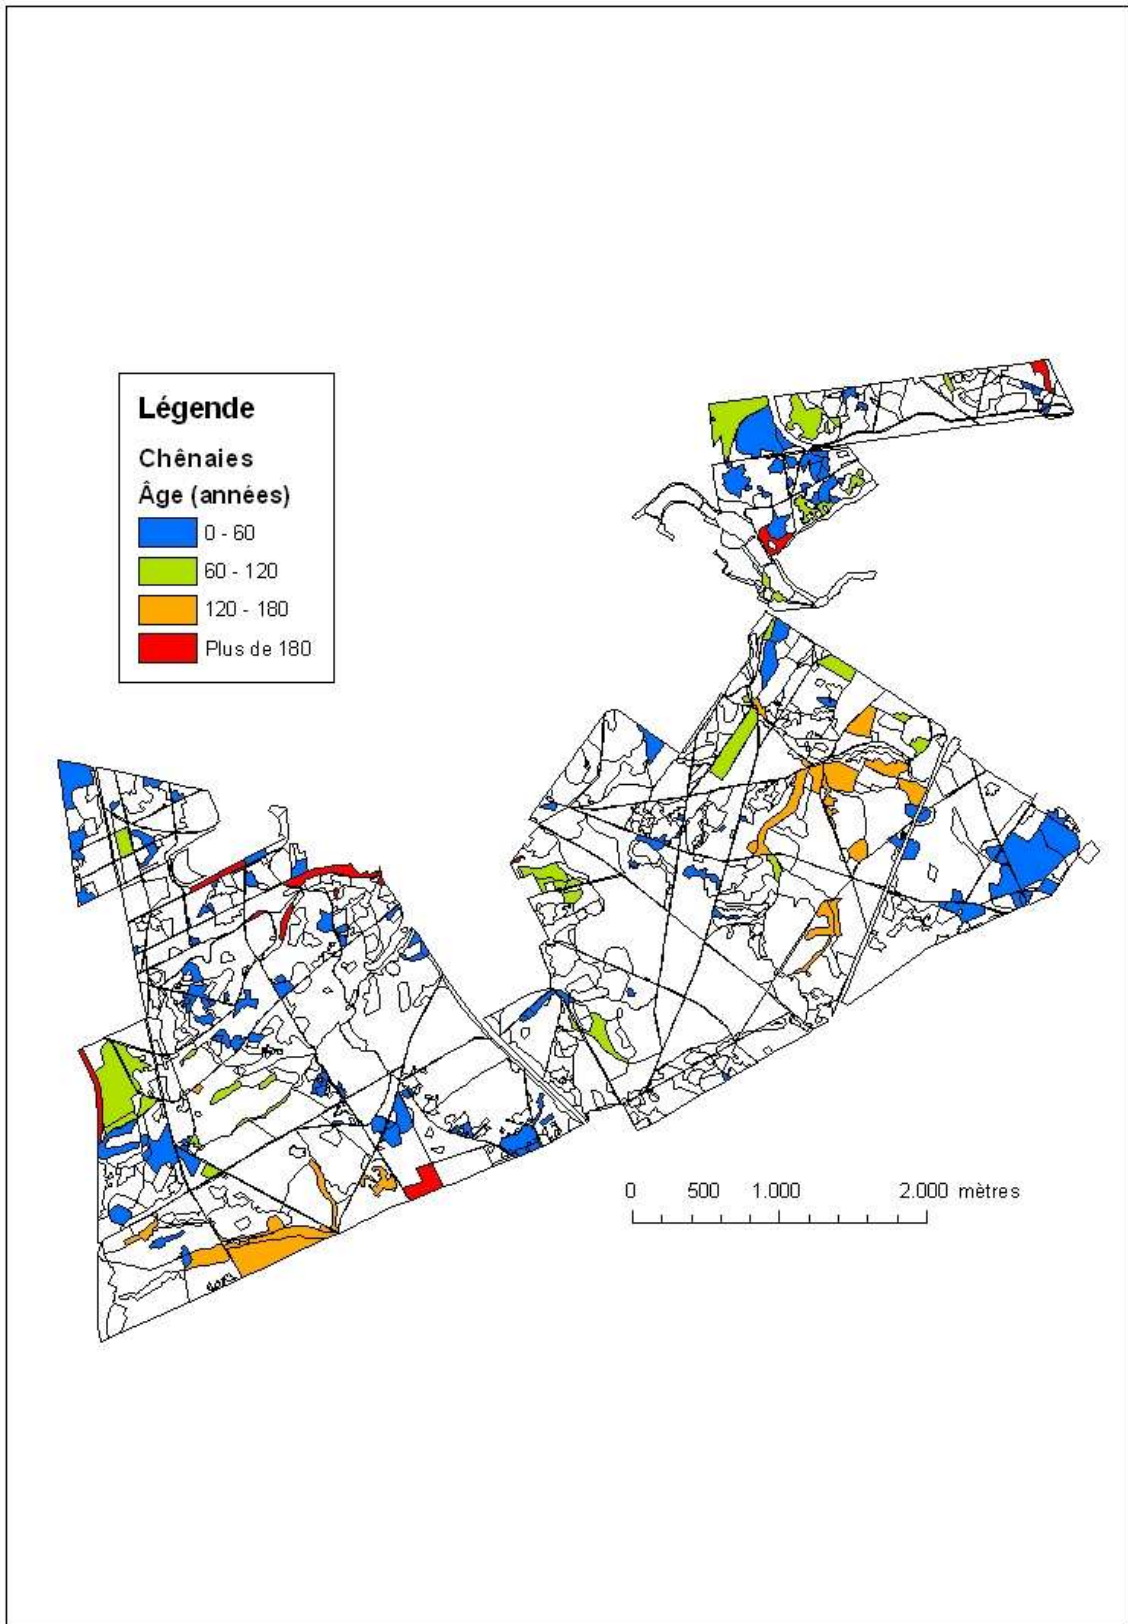 Légende
Chênaies
Âge (années)
0 - 60
60 - 120
120 - 180
Plus de 180
0 500 1.000 2.000 mètres